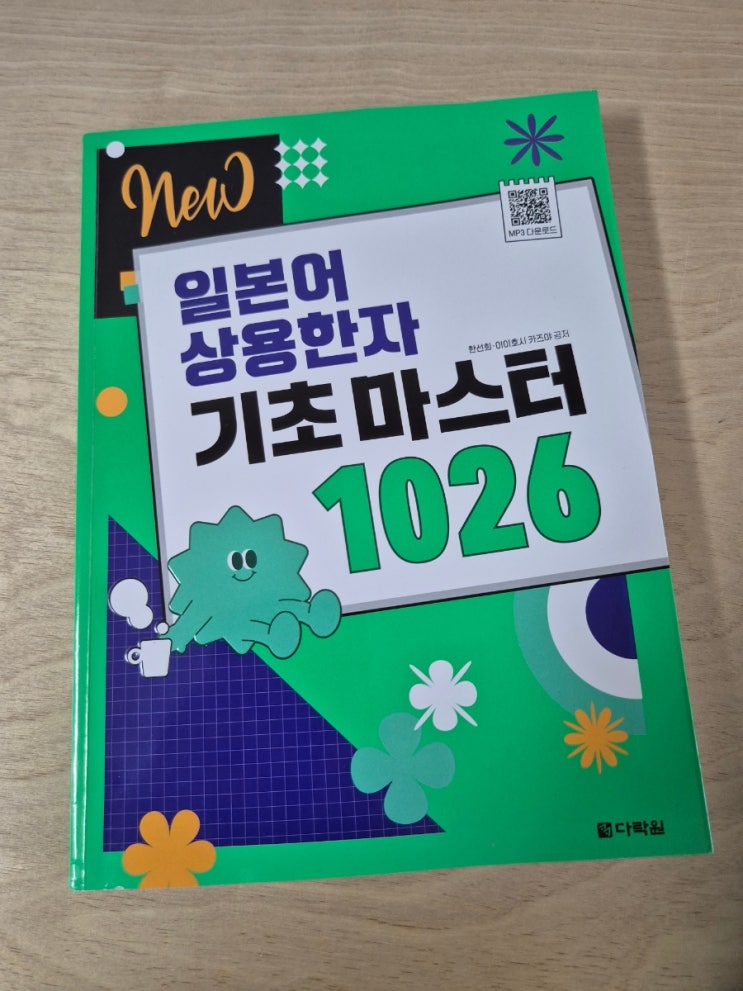 new
MP3 다운로드
일본어
상용한자
한선희·이이호시 카즈야 공저
기초 마스터
1026
다락원